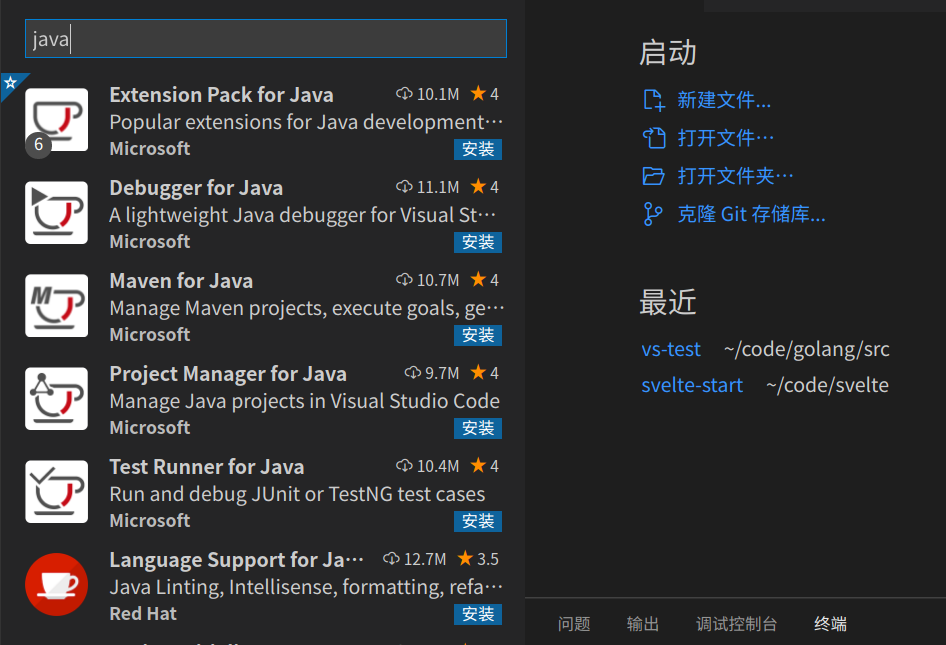 java
Extension Pack for Java 10.1M ★ 4
Popular extensions for Java development…
6
Microsoft 安装
Debugger for Java 11.1M ★ 4
A lightweight Java debugger for Visual St…
Microsoft 安装
Maven for Java 10.7M ★ 4
Manage Maven projects, execute goals, ge…
Microsoft 安装
Project Manager for Java 9.7M ★ 4
Manage Java projects in Visual Studio Code
Microsoft 安装
Test Runner for Java 10.4M ★ 4
Run and debug JUnit or TestNG test cases
Microsoft 安装
Language Support for Ja… 12.7M ★ 3.5
Java Linting, Intellisense, formatting, refa…
Red Hat 安装
启动
新建文件...
打开文件…
打开文件夹…
克隆 Git 存储库...
最近
vs-test ~/code/golang/src
svelte-start ~/code/svelte
问题 输出 调试控制台 终端